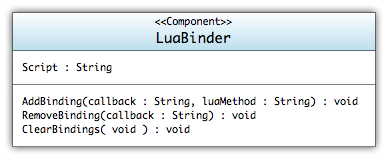 <<Component>>
LuaBinder
Script : String
AddBinding(callback : String, luaMethod : String) : void
RemoveBinding(callback : String) : void
ClearBindings( void ) : void